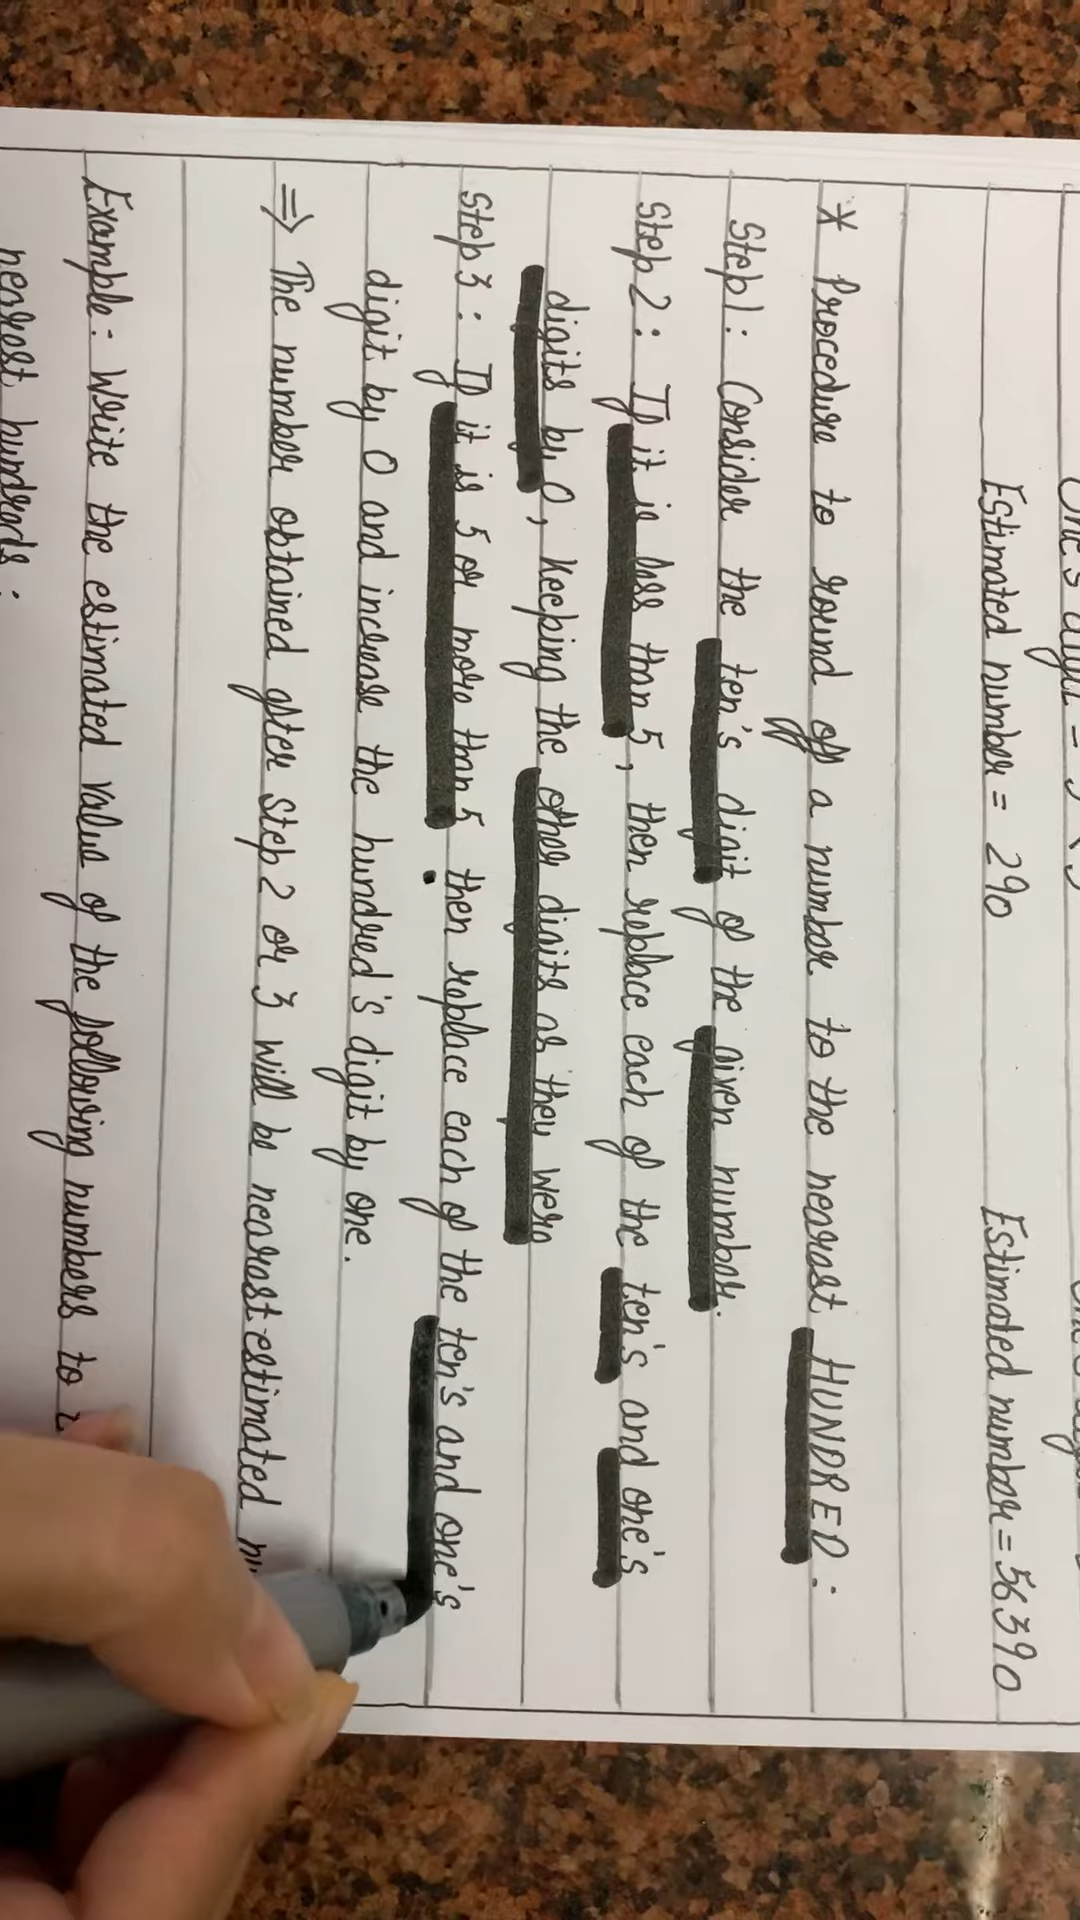 Estimated number = 290 Estimated number = 56390
* Procedure to round off a number to the nearest HUNDRED :
Step 1: Consider the ten's digit of the given number.
Step 2: If it is less than 5, then replace each of the ten's and one's
digits by 0, keeping the other digits as they were
Step 3: If it is 5 or more than 5 then replace each of the ten's and one's
digit by 0 and increase the hundred's digit by one.
⇒ The number obtained after step 2 or 3 will be nearest estimated
Example: Write the estimated value of the following numbers to
nearest hundreds :